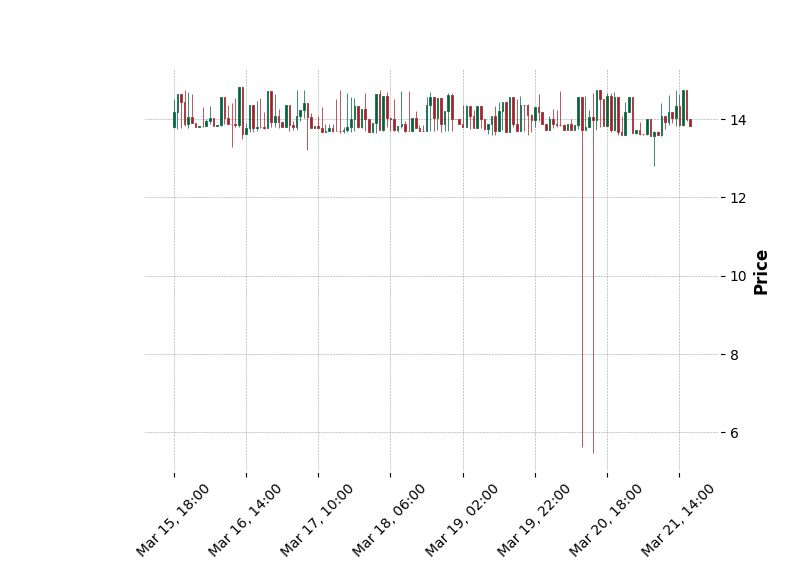 14
12
10
8
6
Price
Mar 15, 18:00
Mar 16, 14:00
Mar 17, 10:00
Mar 18, 06:00
Mar 19, 02:00
Mar 19, 22:00
Mar 20, 18:00
Mar 21, 14:00